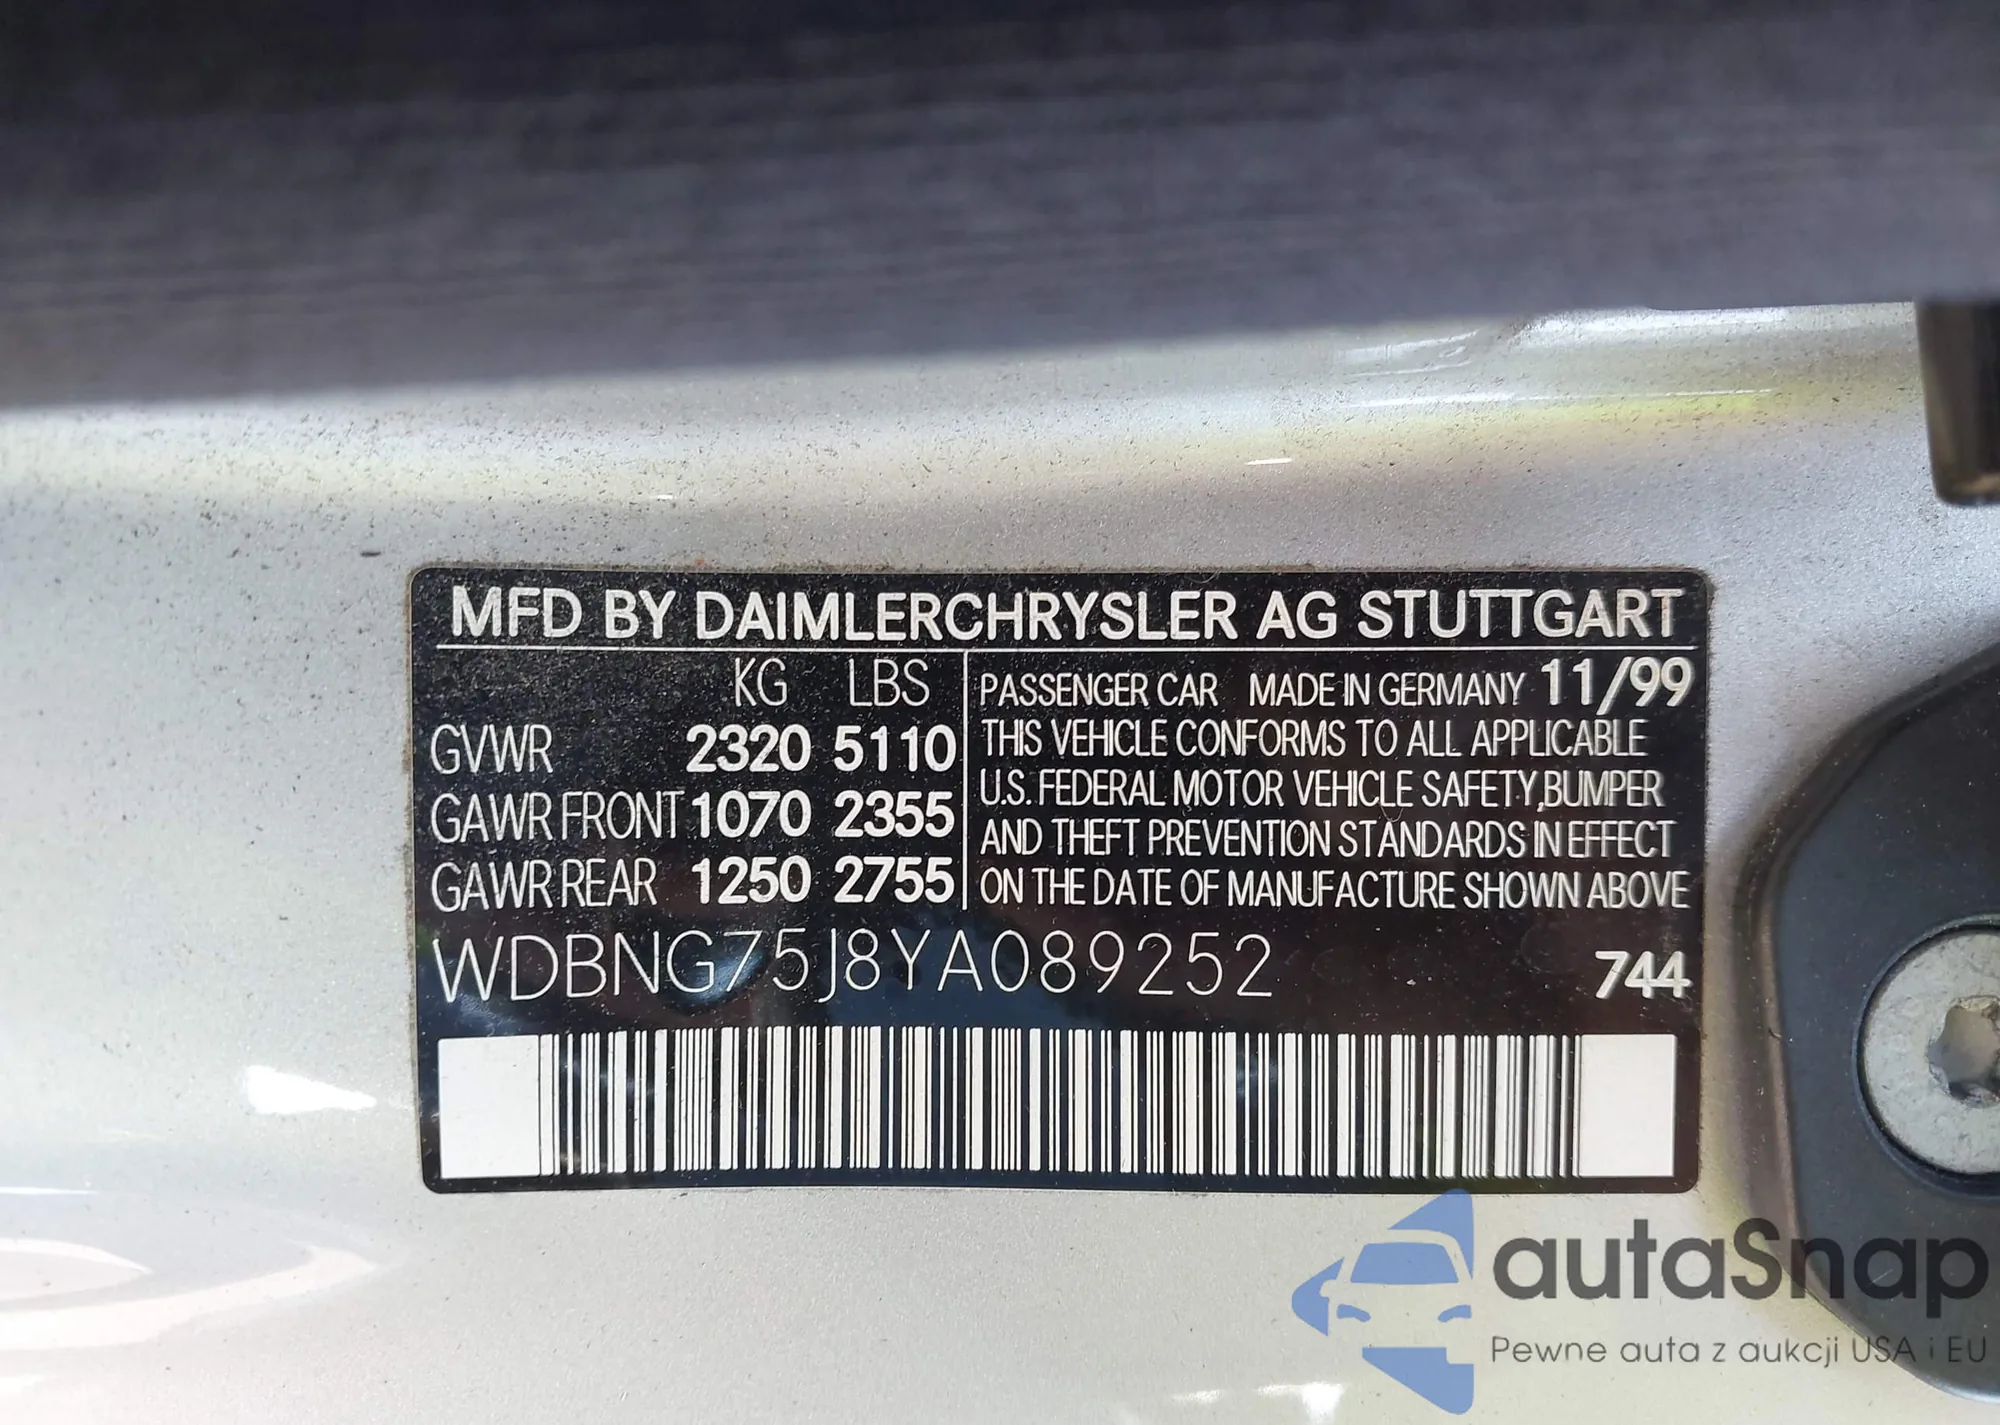 MFD BY DAIMLERCHRYSLER AG STUTTGART
KG LBS
GVWR 2320 5110
GAWR FRONT 1070 2355
GAWR REAR 1250 2755
PASSENGER CAR MADE IN GERMANY 11/99
THIS VEHICLE CONFORMS TO ALL APPLICABLE
U.S. FEDERAL MOTOR VEHICLE SAFETY, BUMPER
AND THEFT PREVENTION STANDARDS IN EFFECT
ON THE DATE OF MANUFACTURE SHOWN ABOVE
WDBNG75J8YA089252 744
autaSnap
Pewne auta z aukcji USA i EU